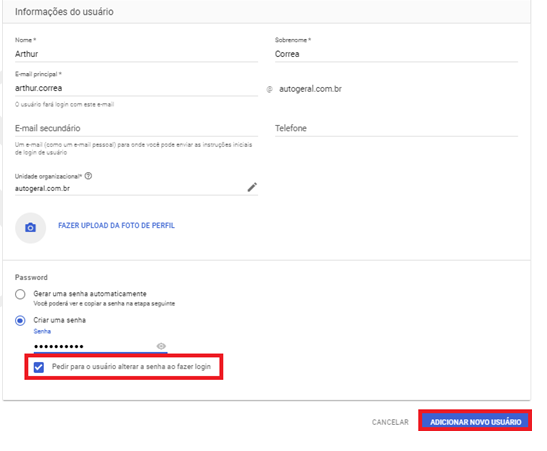 Informações do usuário
Nome * Sobrenome *
Arthur Correa
E-mail principal *
arthur.correa @ autogeral.com.br
O usuário fará login com este e-mail
E-mail secundário Telefone
Um e-mail (como um e-mail pessoal) para onde você pode enviar as instruções iniciais
de login de usuário
Unidade organizacional* ?
autogeral.com.br
FAZER UPLOAD DA FOTO DE PERFIL
Password
Gerar uma senha automaticamente
Você poderá ver e copiar a senha na etapa seguinte
Criar uma senha
Senha
••••••••••
Pedir para o usuário alterar a senha ao fazer login
CANCELAR ADICIONAR NOVO USUÁRIO